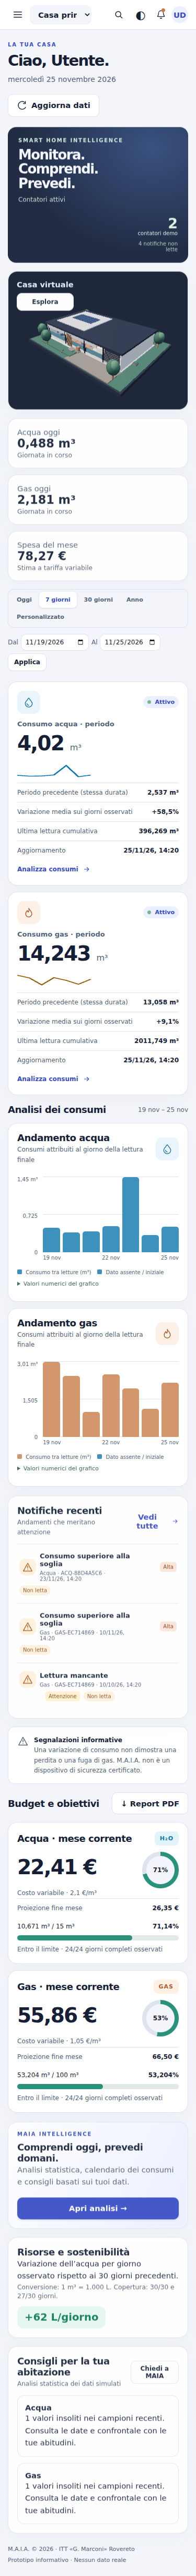 Casa prir
UD
LA TUA CASA
Ciao, Utente.
mercoledì 25 novembre 2026
Aggiorna dati
SMART HOME INTELLIGENCE
Monitora.
Comprendi.
Prevedi.
Contatori attivi
2
contatori demo
4 notifiche non
lette
Casa virtuale
Esplora
Acqua oggi
0,488 m³
Giornata in corso
Gas oggi
2,181 m³
Giornata in corso
Spesa del mese
78,27 €
Stima a tariffa variabile
Oggi 7 giorni 30 giorni Anno
Personalizzato
Dal 11/19/2026 Al 11/25/2026
Applica
Attivo
Consumo acqua · periodo
4,02 m³
Periodo precedente (stessa durata) 2,537 m³
Variazione media sui giorni osservati +58,5%
Ultima lettura cumulativa 396,269 m³
Aggiornamento 25/11/26, 14:20
Analizza consumi →
Attivo
Consumo gas · periodo
14,243 m³
Periodo precedente (stessa durata) 13,058 m³
Variazione media sui giorni osservati +9,1%
Ultima lettura cumulativa 2011,749 m³
Aggiornamento 25/11/26, 14:20
Analizza consumi →
Analisi dei consumi 19 nov – 25 nov
Andamento acqua
Consumi attribuiti al giorno della lettura
finale
1,45 m³
0,725
0
19 nov 22 nov 25 nov
Consumo tra letture (m³) Dato assente / iniziale
▸ Valori numerici del grafico
Andamento gas
Consumi attribuiti al giorno della lettura
finale
3,01 m³
1,505
0
19 nov 22 nov 25 nov
Consumo tra letture (m³) Dato assente / iniziale
▸ Valori numerici del grafico
Notifiche recenti
Andamenti che meritano
attenzione
Vedi
tutte →
Consumo superiore alla
soglia
Acqua · ACQ-88D4A5C6 ·
23/11/26, 14:20
Alta
Non letta
Consumo superiore alla
soglia
Gas · GAS-EC714869 · 10/11/26,
14:20
Alta
Non letta
Lettura mancante
Gas · GAS-EC714869 · 10/10/26, 14:20
Attenzione Non letta
Segnalazioni informative
Una variazione di consumo non dimostra una
perdita o una fuga di gas. M.A.I.A. non è un
dispositivo di sicurezza certificato.
Budget e obiettivi ↓ Report PDF
Acqua · mese corrente H₂O
22,41 € 71%
Costo variabile · 2,1 €/m³
Proiezione fine mese 26,35 €
10,671 m³ / 15 m³ 71,14%
Entro il limite · 24/24 giorni completi osservati
Gas · mese corrente GAS
55,86 € 53%
Costo variabile · 1,05 €/m³
Proiezione fine mese 66,50 €
53,204 m³ / 100 m³ 53,204%
Entro il limite · 24/24 giorni completi osservati
MAIA INTELLIGENCE
Comprendi oggi, prevedi
domani.
Analisi statistica, calendario dei consumi
e consigli basati sui tuoi dati.
Apri analisi →
Risorse e sostenibilità
Variazione dell'acqua per giorno
osservato rispetto ai 30 giorni precedenti.
Conversione: 1 m³ = 1.000 L. Copertura: 30/30 e
27/30 giorni.
+62 L/giorno
Consigli per la tua
abitazione
Analisi statistica dei dati simulati
Chiedi a
MAIA
Acqua
1 valori insoliti nei campioni recenti.
Consulta le date e confrontale con le
tue abitudini.
Gas
1 valori insoliti nei campioni recenti.
Consulta le date e confrontale con le
tue abitudini.
M.A.I.A. © 2026 · ITT «G. Marconi» Rovereto
Prototipo informativo · Nessun dato reale